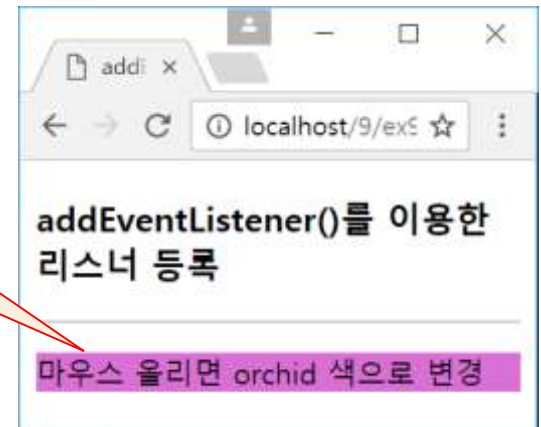 addi
localhost/9/ex9
addEventListener()를 이용한
리스너 등록
마우스 올리면 orchid 색으로 변경